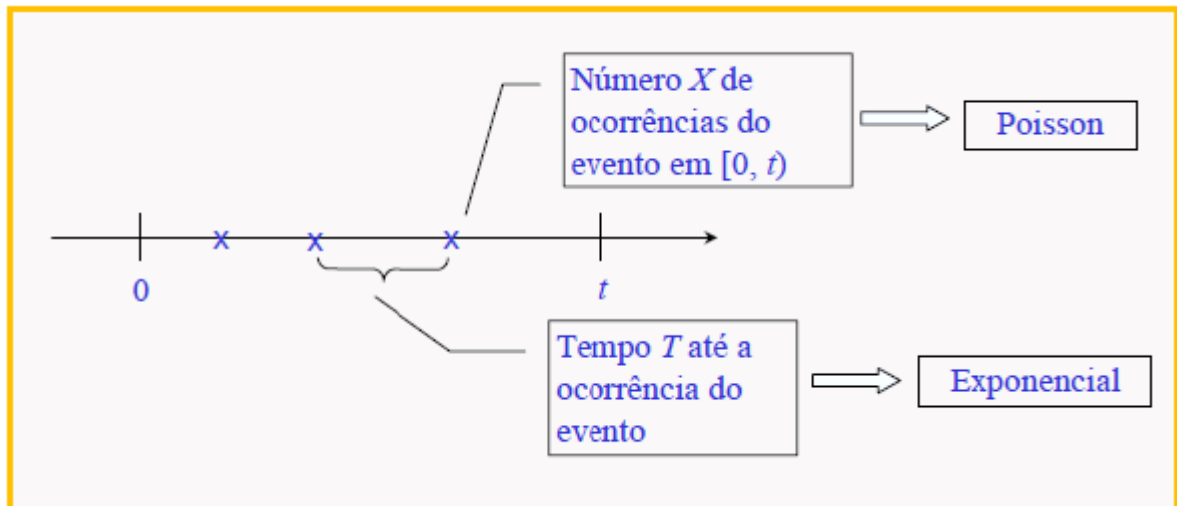 Número X de
ocorrências do
evento em [0, t)
Poisson
x x x
0 t
Tempo T até a
ocorrência do
evento
Exponencial